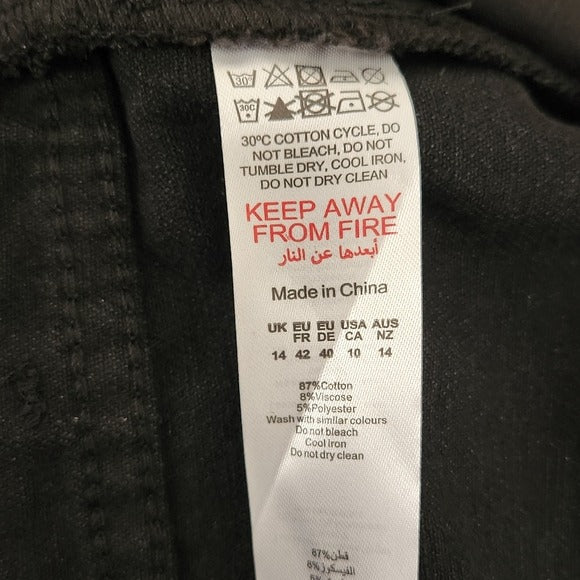 30°
30C
30°C COTTON CYCLE, DO
NOT BLEACH, DO NOT
TUMBLE DRY, COOL IRON,
DO NOT DRY CLEAN
KEEP AWAY
FROM FIRE
أبعدها عن النار
Made in China
UK EU EU USA AUS
FR DE CA NZ
14 42 40 10 14
87%Cotton
8%Viscose
5%Polyester
Wash with similar colours
Do not bleach
Cool Iron
Do not dry clean
87%قطن
8% الفيسكوز